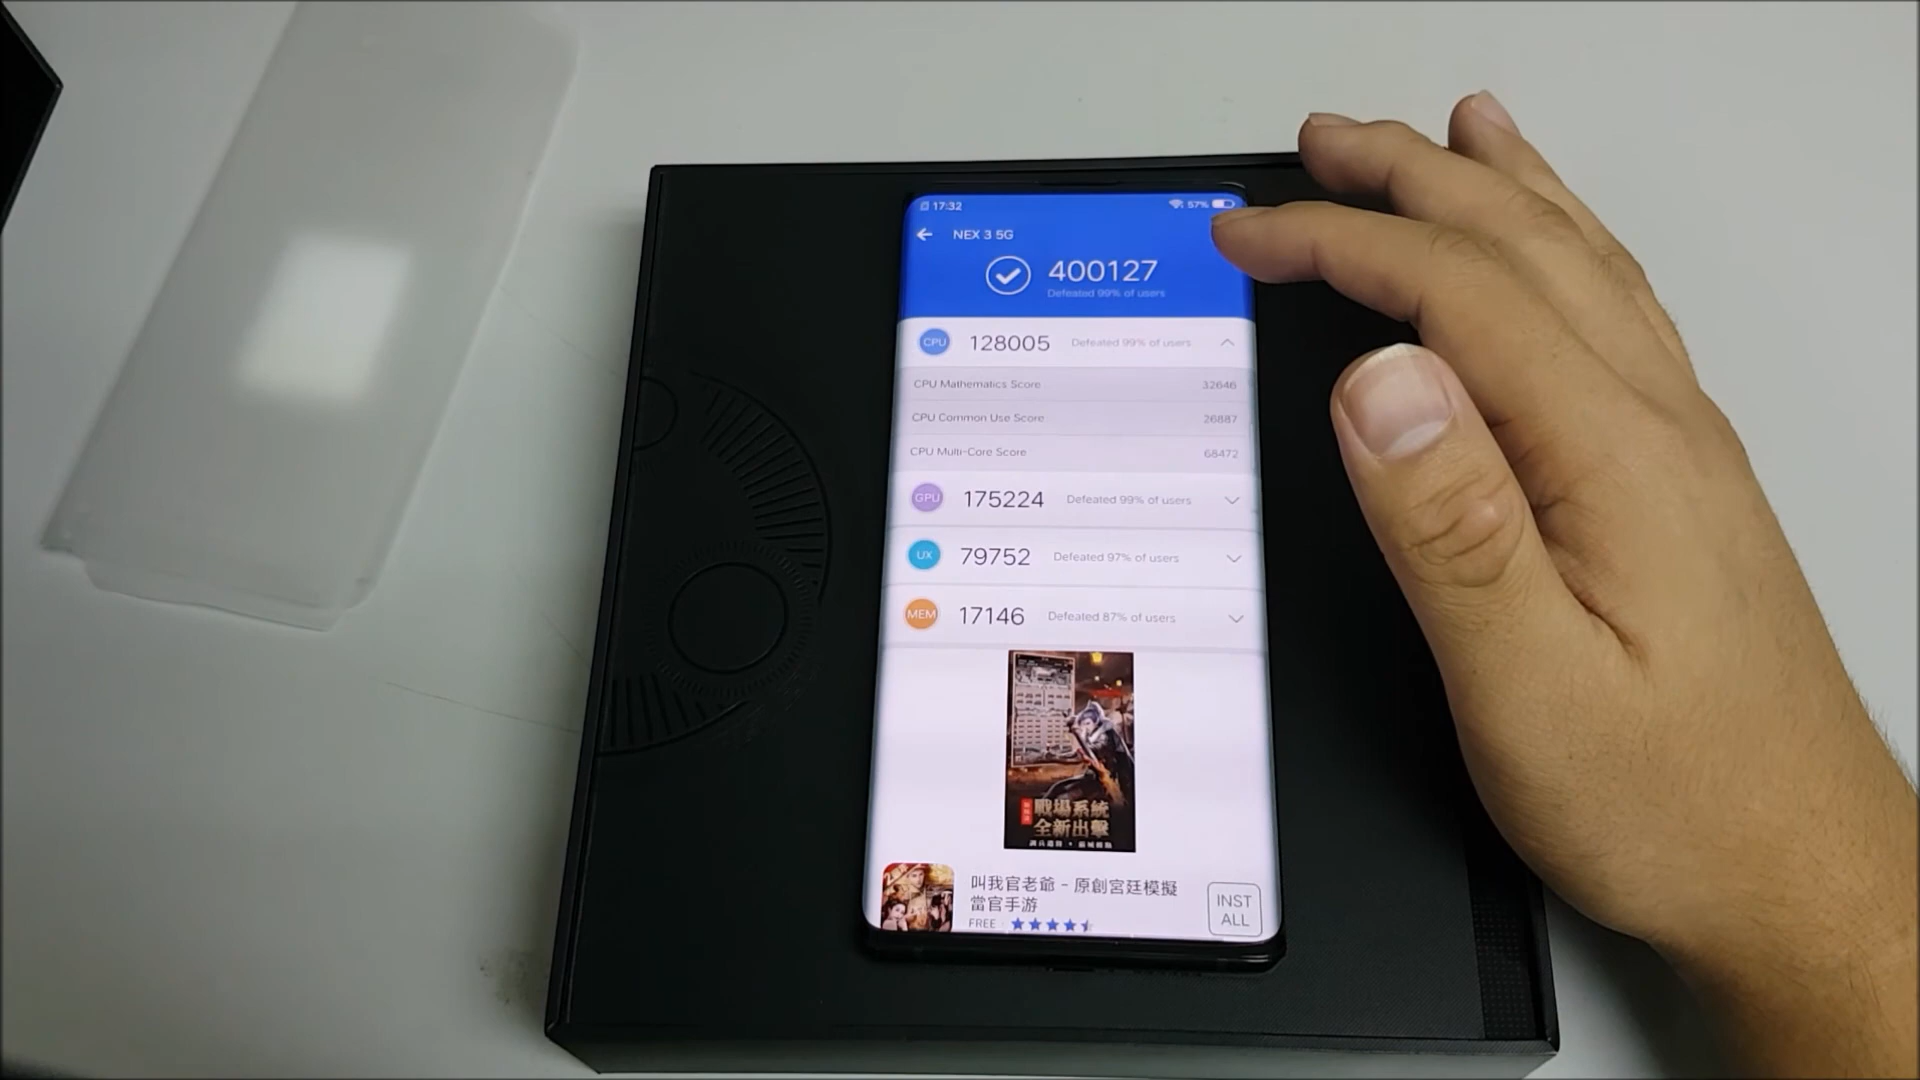 17:32
57%
NEX 3 5G
400127
Defeated 99% of users
CPU 128005 Defeated 99% of users
CPU Mathematics Score 32646
CPU Common Use Score 26887
CPU Multi-Core Score 68472
GPU 175224 Defeated 99% of users
UX 79752 Defeated 97% of users
MEM 17146 Defeated 87% of users
戰場系統
全新出擊
叫我官老爺 - 原創宮廷模擬
當官手游
FREE
INST
ALL